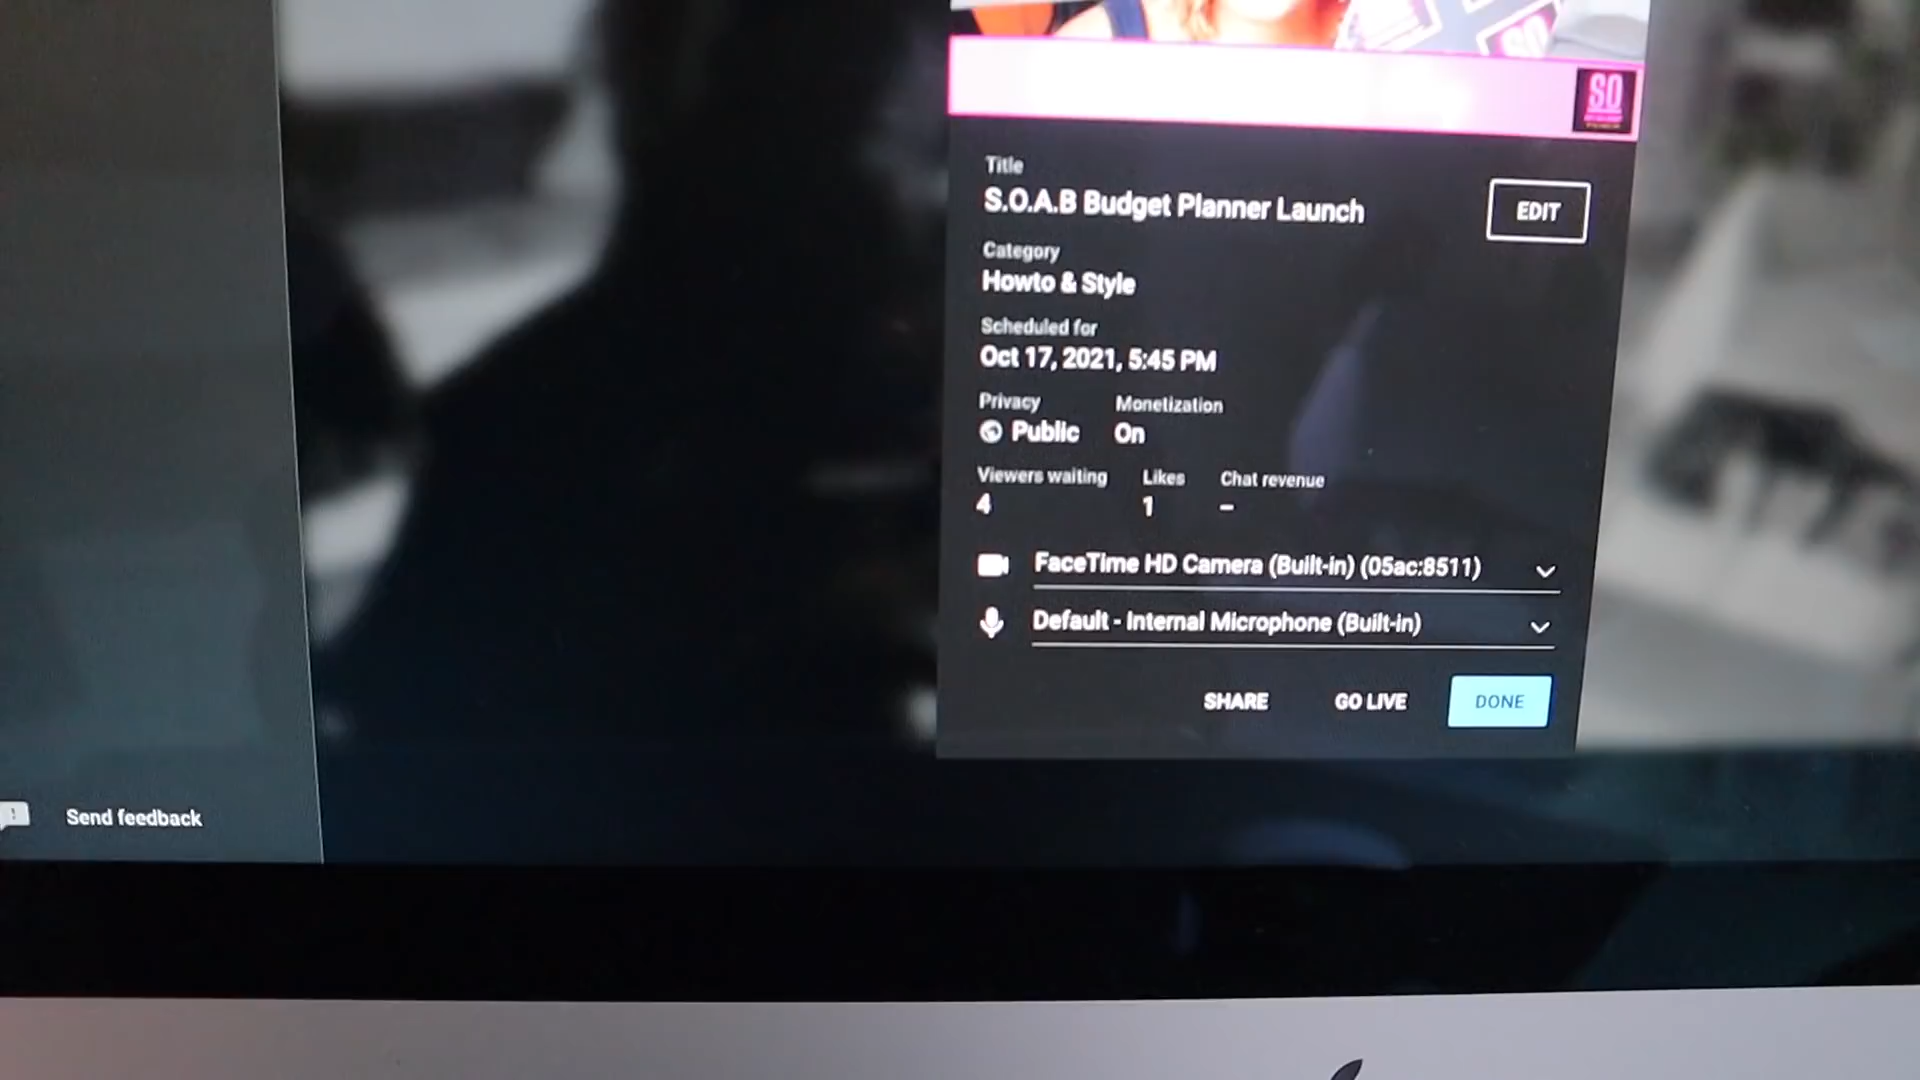 SO
Title
S.O.A.B Budget Planner Launch
EDIT
Category
Howto & Style
Scheduled for
Oct 17, 2021, 5:45 PM
Privacy Monetization
Public On
Viewers waiting Likes Chat revenue
4 1 –
FaceTime HD Camera (Built-in) (05ac:8511)
Default - Internal Microphone (Built-in)
SHARE GO LIVE DONE
Send feedback